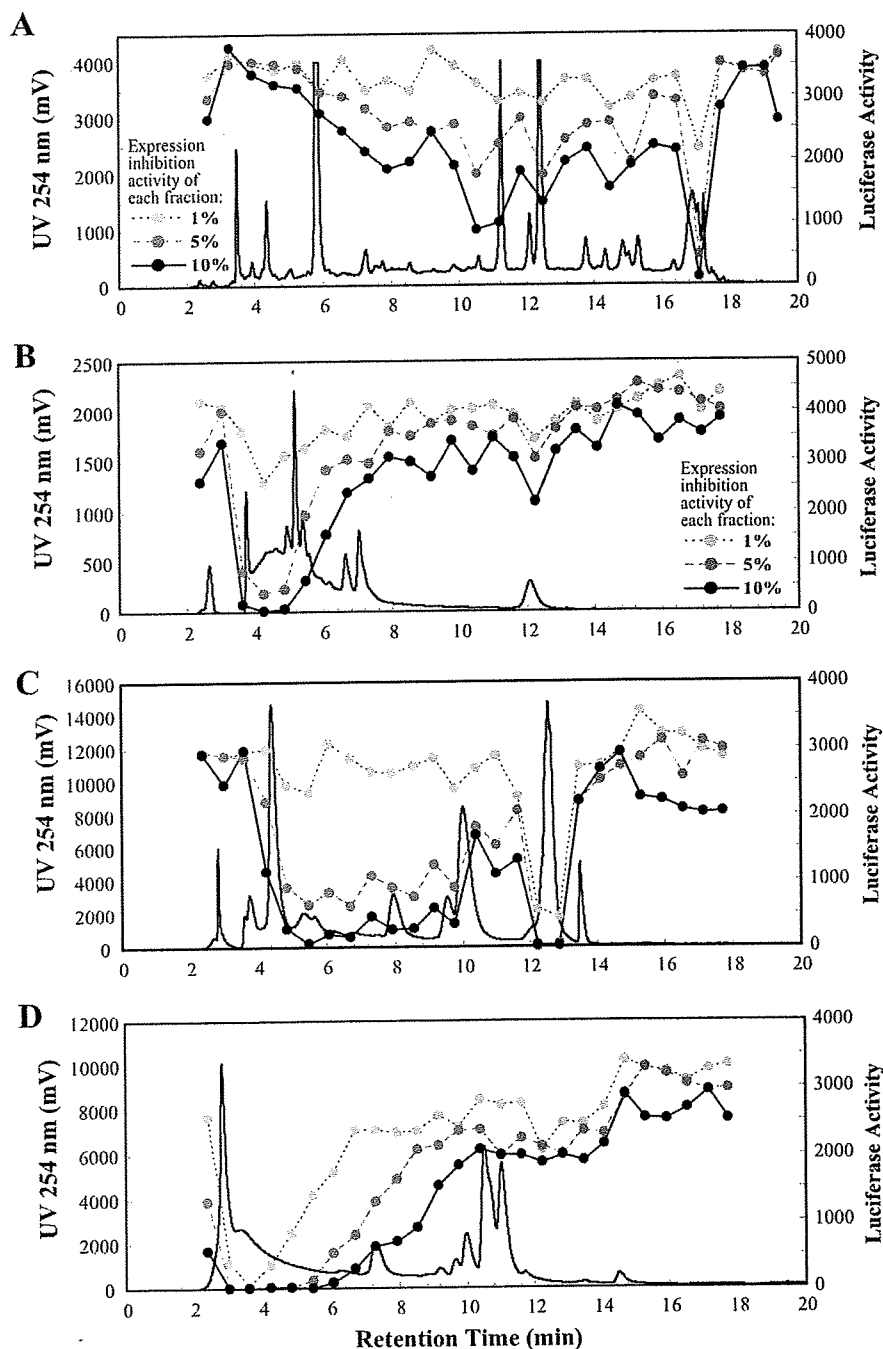 A
UV 254 nm (mV)
4000
3000
2000
1000
0
Expression
inhibition
activity of
each fraction:
1%
5%
10%
4000
3000
2000
1000
0
Luciferase Activity
0 2 4 6 8 10 12 14 16 18 20
B
UV 254 nm (mV)
2500
2000
1500
1000
500
0
Expression
inhibition
activity of
each fraction:
1%
5%
10%
5000
4000
3000
2000
1000
0
Luciferase Activity
0 2 4 6 8 10 12 14 16 18 20
C
UV 254 nm (mV)
16000
14000
12000
10000
8000
6000
4000
2000
0
4000
3000
2000
1000
0
Luciferase Activity
0 2 4 6 8 10 12 14 16 18 20
D
UV 254 nm (mV)
12000
10000
8000
6000
4000
2000
0
4000
3000
2000
1000
0
Luciferase Activity
0 2 4 6 8 10 12 14 16 18 20
Retention Time (min)